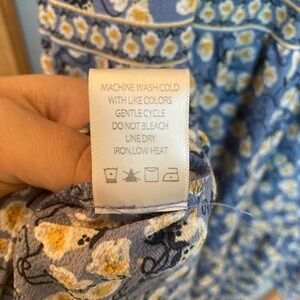 MACHINE WASH COLD
WITH LIKE COLORS
GENTLE CYCLE
DO NOT BLEACH
LINE DRY
IRON,LOW HEAT